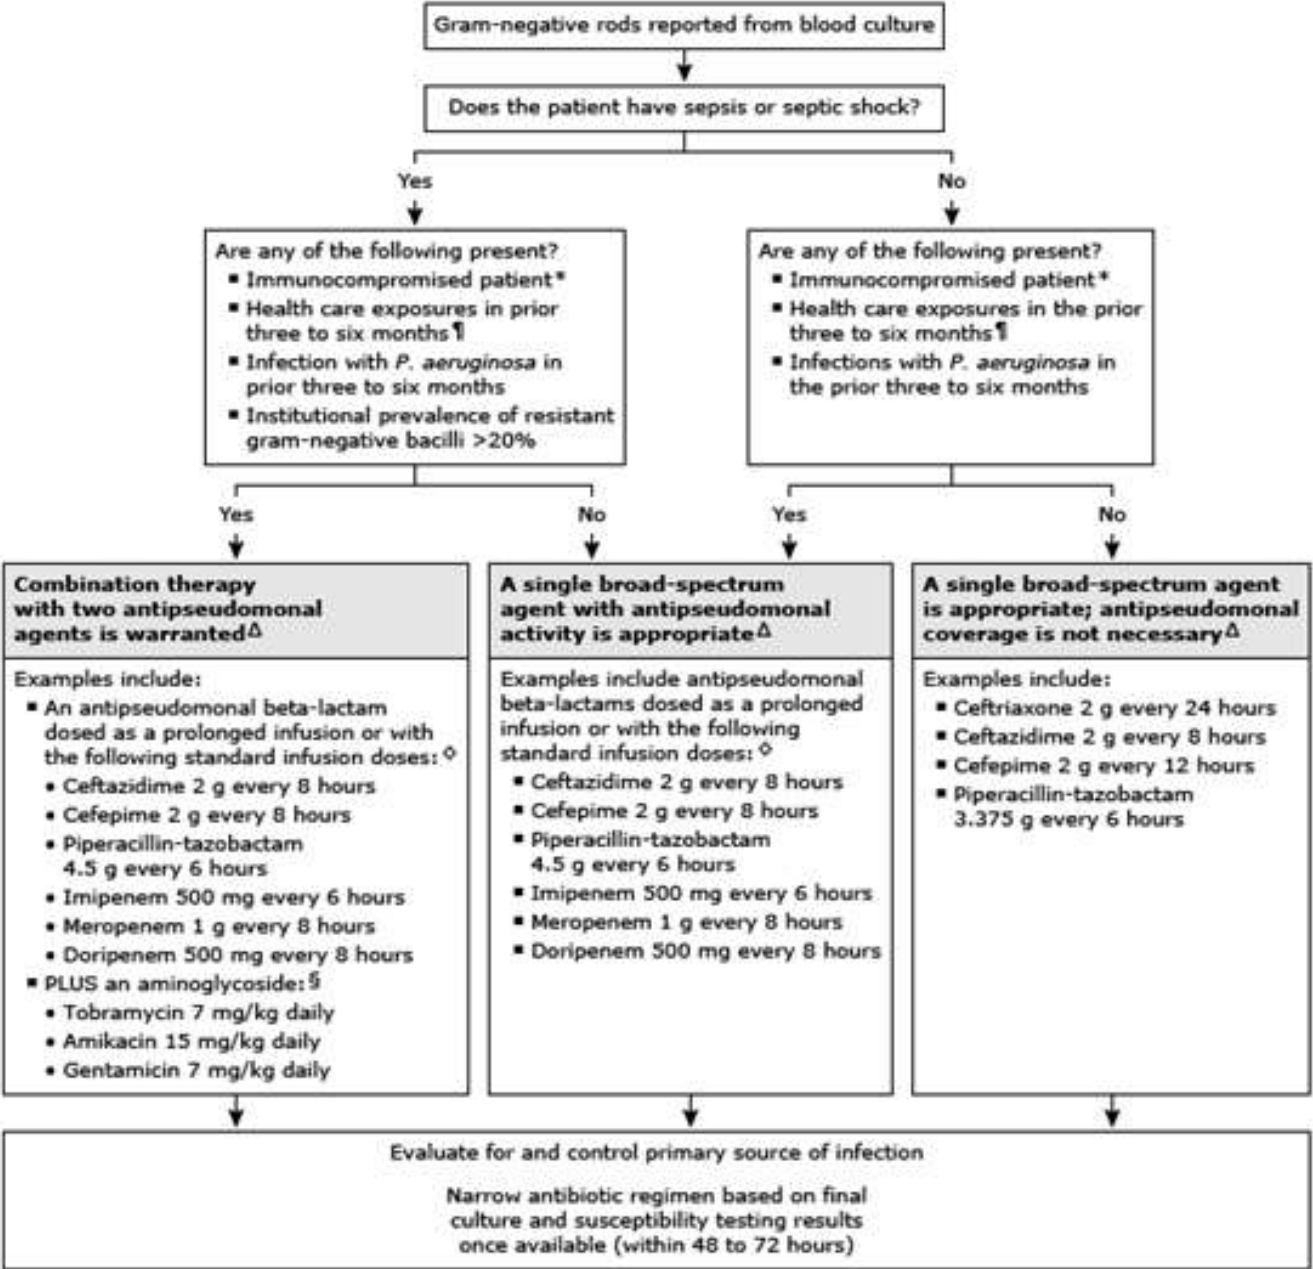 Gram-negative rods reported from blood culture
Does the patient have sepsis or septic shock?
Yes
No
Are any of the following present?
▪ Immunocompromised patient*
▪ Health care exposures in prior
three to six months¶
▪ Infection with P. aeruginosa in
prior three to six months
▪ Institutional prevalence of resistant
gram-negative bacilli >20%
Are any of the following present?
▪ Immunocompromised patient*
▪ Health care exposures in the prior
three to six months¶
▪ Infections with P. aeruginosa in
the prior three to six months
Yes
No
Yes
No
Combination therapy
with two antipseudomonal
agents is warrantedΔ
Examples include:
▪ An antipseudomonal beta-lactam
dosed as a prolonged infusion or with
the following standard infusion doses:◇
• Ceftazidime 2 g every 8 hours
• Cefepime 2 g every 8 hours
• Piperacillin-tazobactam
4.5 g every 6 hours
• Imipenem 500 mg every 6 hours
• Meropenem 1 g every 8 hours
• Doripenem 500 mg every 8 hours
▪ PLUS an aminoglycoside:§
• Tobramycin 7 mg/kg daily
• Amikacin 15 mg/kg daily
• Gentamicin 7 mg/kg daily
A single broad-spectrum
agent with antipseudomonal
activity is appropriateΔ
Examples include antipseudomonal
beta-lactams dosed as a prolonged
infusion or with the following
standard infusion doses:◇
▪ Ceftazidime 2 g every 8 hours
▪ Cefepime 2 g every 8 hours
▪ Piperacillin-tazobactam
4.5 g every 6 hours
▪ Imipenem 500 mg every 6 hours
▪ Meropenem 1 g every 8 hours
▪ Doripenem 500 mg every 8 hours
A single broad-spectrum agent
is appropriate; antipseudomonal
coverage is not necessaryΔ
Examples include:
▪ Ceftriaxone 2 g every 24 hours
▪ Ceftazidime 2 g every 8 hours
▪ Cefepime 2 g every 12 hours
▪ Piperacillin-tazobactam
3.375 g every 6 hours
Evaluate for and control primary source of infection
Narrow antibiotic regimen based on final
culture and susceptibility testing results
once available (within 48 to 72 hours)